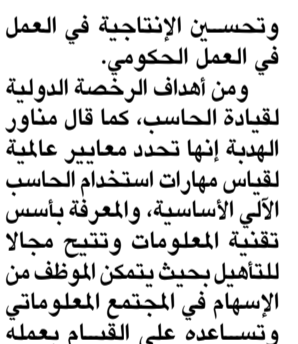 وتحسين الإنتاجية في العمل
في العمل الحكومي.
ومن أهداف الرخصة الدولية
لقيادة الحاسب، كما قال مناور
الهدبة إنها تحدد معايير عالمية
لقياس مهارات استخدام الحاسب
الآلي الأساسية، والمعرفة بأسس
تقنية المعلومات وتتيح مجالا
للتأهيل بحيث يتمكن الموظف من
الإسهام في المجتمع المعلوماتي
وتساعده على القيام بعمله